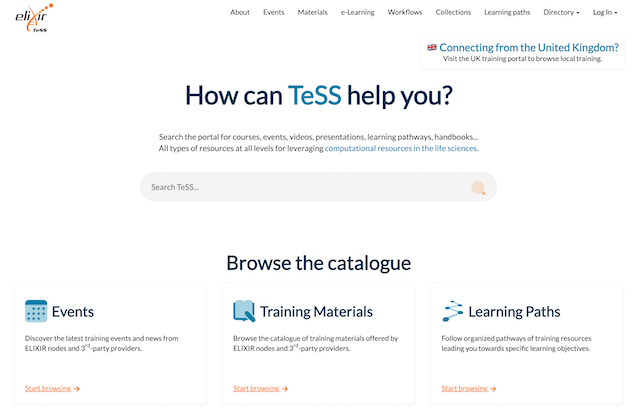 elixir
TeSS
About Events Materials e-Learning Workflows Collections Learning paths Directory Log In
Connecting from the United Kingdom?
Visit the UK training portal to browse local training.
How can TeSS help you?
Search the portal for courses, events, videos, presentations, learning pathways, handbooks...
All types of resources at all levels for leveraging computational resources in the life sciences.
Search TeSS...
Browse the catalogue
Events
Discover the latest training events and news from
ELIXIR nodes and 3rd-party providers.
Start browsing →
Training Materials
Browse the catalogue of training materials offered by
ELIXIR nodes and 3rd-party providers.
Start browsing →
Learning Paths
Follow organized pathways of training resources
leading you towards specific learning objectives.
Start browsing →